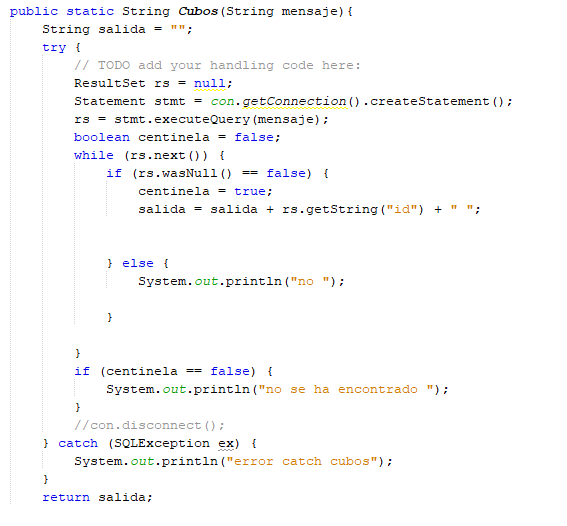 public static String Cubos(String mensaje){
    String salida = "";
    try {
        // TODO add your handling code here:
        ResultSet rs = null;
        Statement stmt = con.getConnection().createStatement();
        rs = stmt.executeQuery(mensaje);
        boolean centinela = false;
        while (rs.next()) {
            if (rs.wasNull() == false) {
                centinela = true;
                salida = salida + rs.getString("id") + " ";
            } else {
                System.out.println("no ");
            }
        }
        if (centinela == false) {
            System.out.println("no se ha encontrado ");
        }
        //con.disconnect();
    } catch (SQLException ex) {
        System.out.println("error catch cubos");
    }
    return salida;